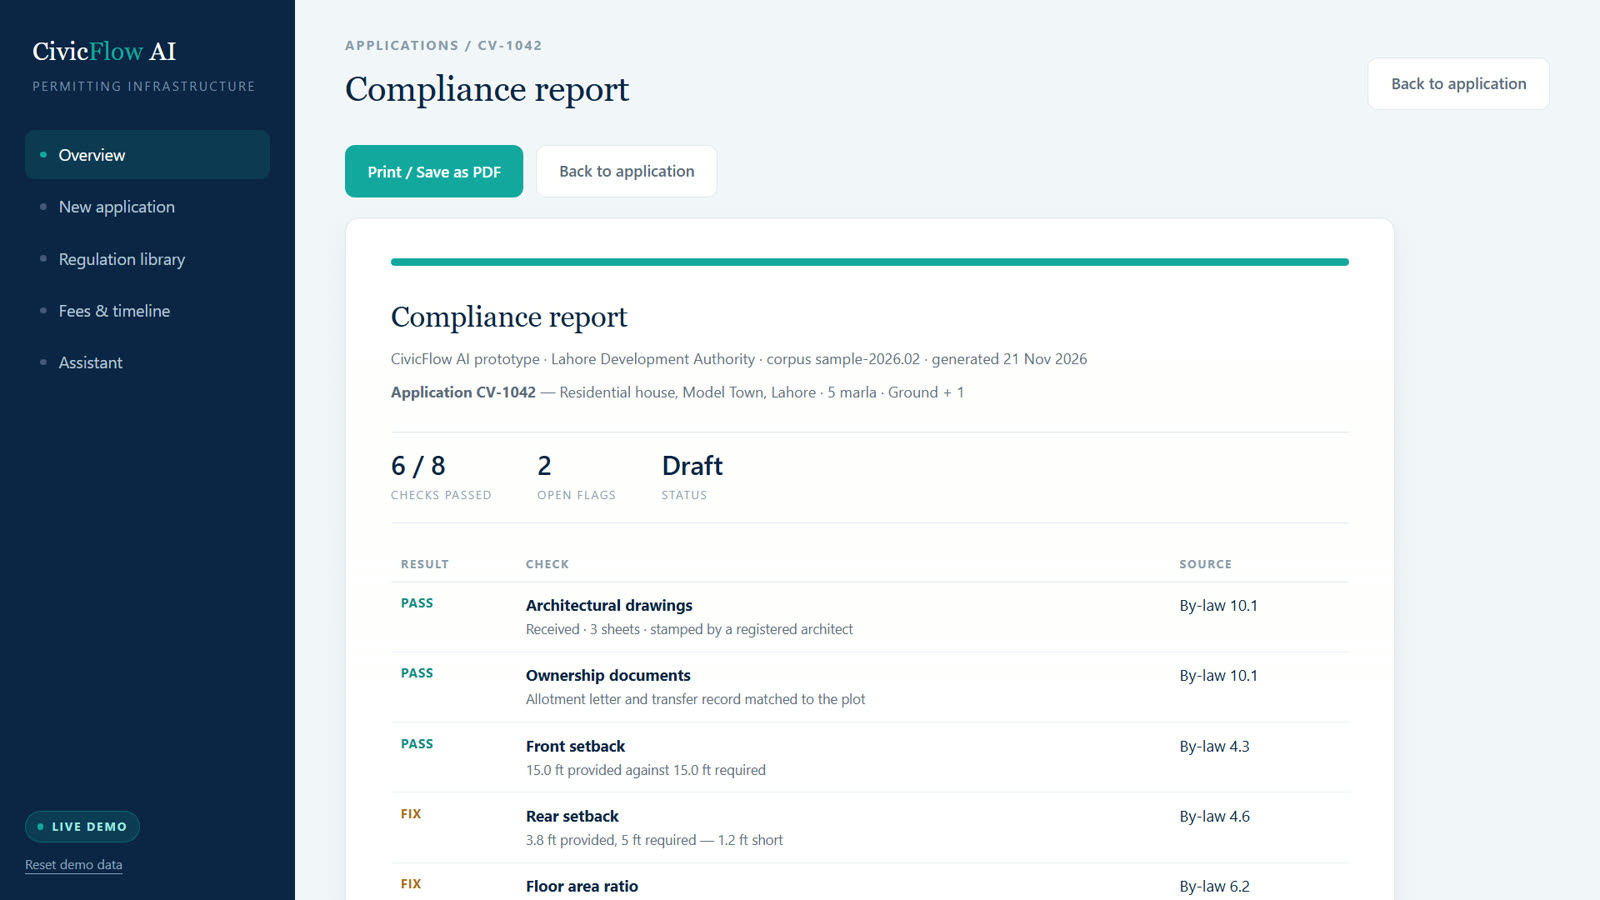 CivicFlow AI
PERMITTING INFRASTRUCTURE
Overview
New application
Regulation library
Fees & timeline
Assistant
LIVE DEMO
Reset demo data
APPLICATIONS / CV-1042
Compliance report
Back to application
Print / Save as PDF
Back to application
Compliance report
CivicFlow AI prototype · Lahore Development Authority · corpus sample-2026.02 · generated 21 Nov 2026
Application CV-1042 — Residential house, Model Town, Lahore · 5 marla · Ground + 1
6 / 8
CHECKS PASSED
2
OPEN FLAGS
Draft
STATUS
RESULT CHECK SOURCE
PASS Architectural drawings By-law 10.1
Received · 3 sheets · stamped by a registered architect
PASS Ownership documents By-law 10.1
Allotment letter and transfer record matched to the plot
PASS Front setback By-law 4.3
15.0 ft provided against 15.0 ft required
FIX Rear setback By-law 4.6
3.8 ft provided, 5 ft required — 1.2 ft short
FIX Floor area ratio By-law 6.2